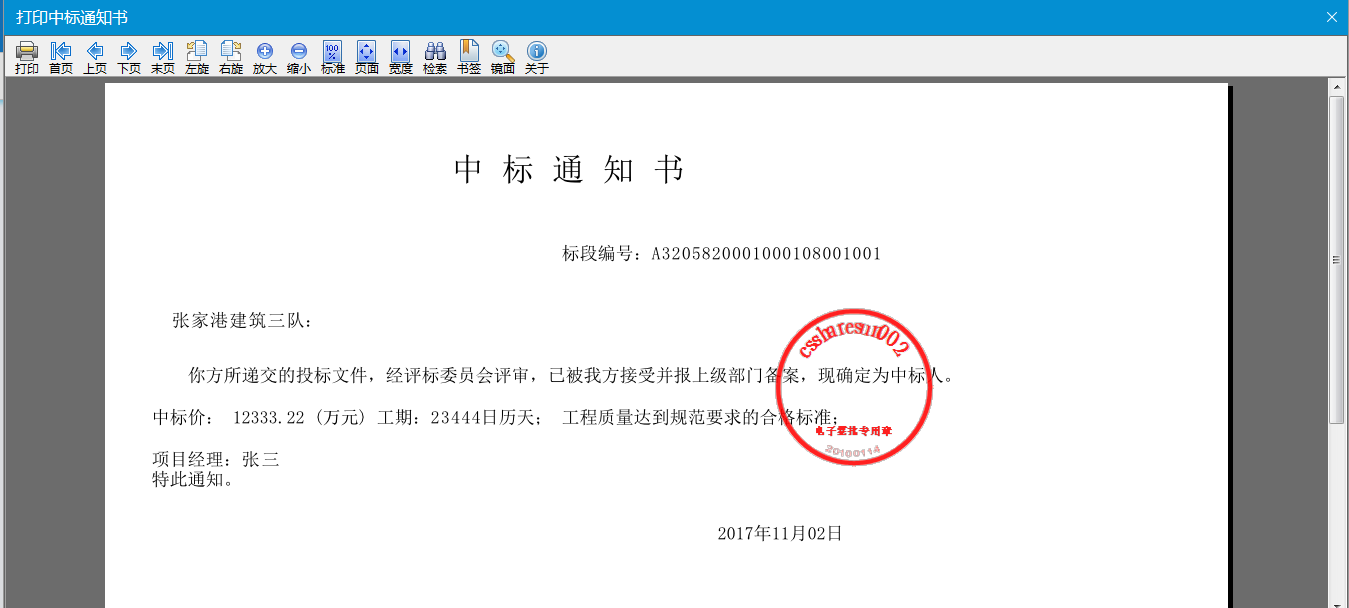 打印中标通知书
打印 首页 上页 下页 末页 左旋 右旋 放大 缩小 标准 页面 宽度 检索 书签 镜面 关于
中标通知书
标段编号：A3205820001000108001001
张家港建筑三队：
你方所递交的投标文件，经评标委员会评审，已被我方接受并报上级部门备案，现确定为中标人。
中标价： 12333.22 (万元) 工期：23444日历天； 工程质量达到规范要求的合格标准；
项目经理：张三
特此通知。
2017年11月02日
电子签批专用章
20100114